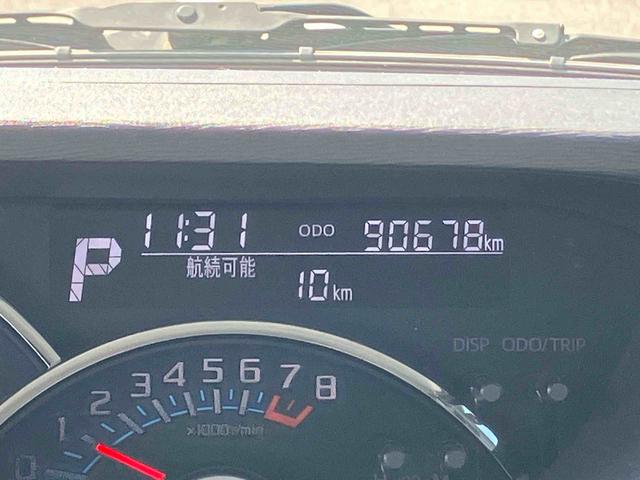 P 11:31 ODO 90678km
航続可能 10km
DISP ODO/TRIP
0 1 2 3 4 5 6 7 8
×1000r/min